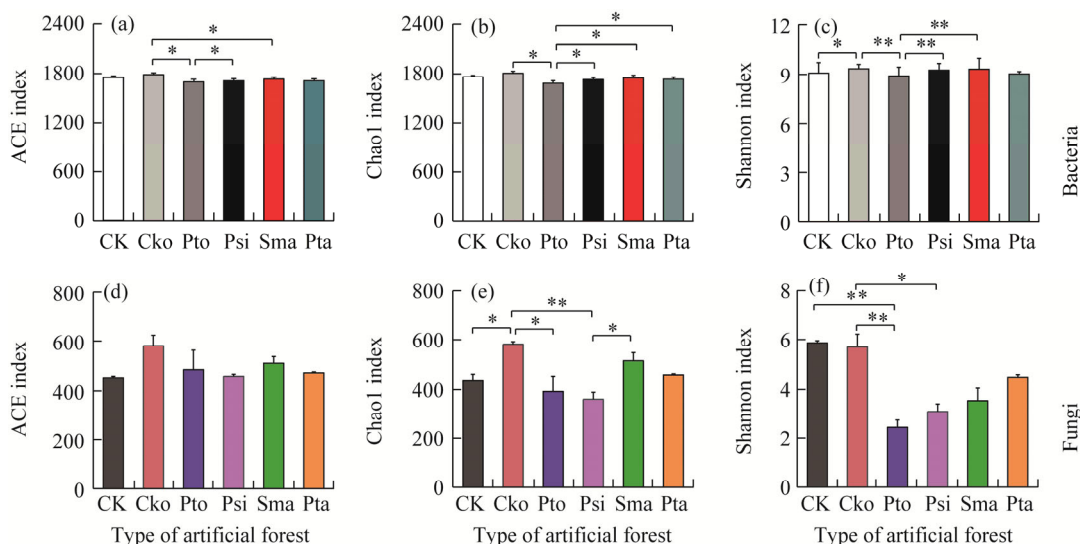 (a)
ACE index
2400
1800
1200
600
0
*
*
*
CK Cko Pto Psi Sma Pta
(b)
Chao1 index
2400
1800
1200
600
0
*
*
*
*
CK Cko Pto Psi Sma Pta
(c)
Shannon index
12
9
6
3
0
**
*
**
**
CK Cko Pto Psi Sma Pta
Bacteria
(d)
ACE index
800
600
400
200
0
CK Cko Pto Psi Sma Pta
Type of artificial forest
(e)
Chao1 index
800
600
400
200
0
**
*
*
*
CK Cko Pto Psi Sma Pta
Type of artificial forest
(f)
Shannon index
8
6
4
2
0
*
**
**
CK Cko Pto Psi Sma Pta
Type of artificial forest
Fungi